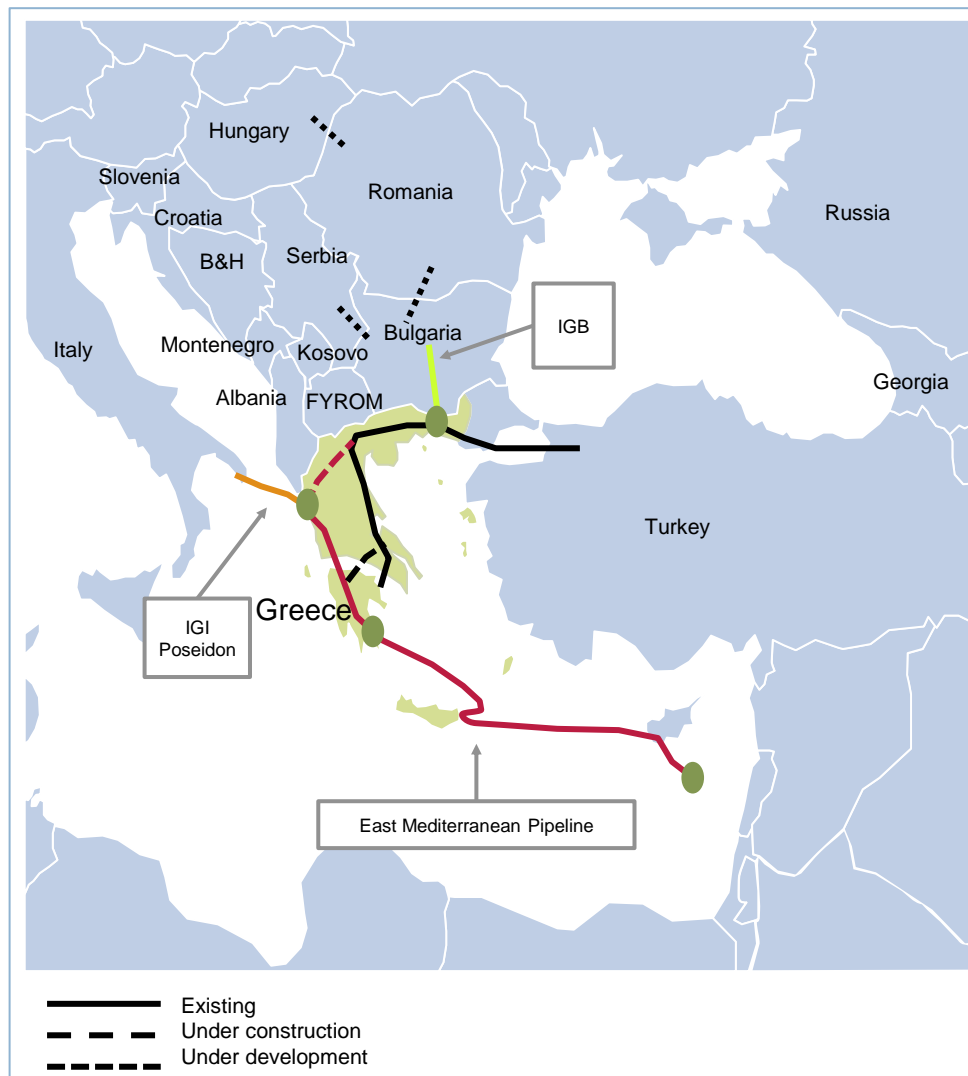 Hungary
Slovenia
Romania
Croatia
Russia
B&H
Serbia
IGB
Bulgaria
Italy
Montenegro
Kosovo
Georgia
Albania
FYROM
Turkey
Greece
IGI
Poseidon
East Mediterranean Pipeline
Existing
Under construction
Under development